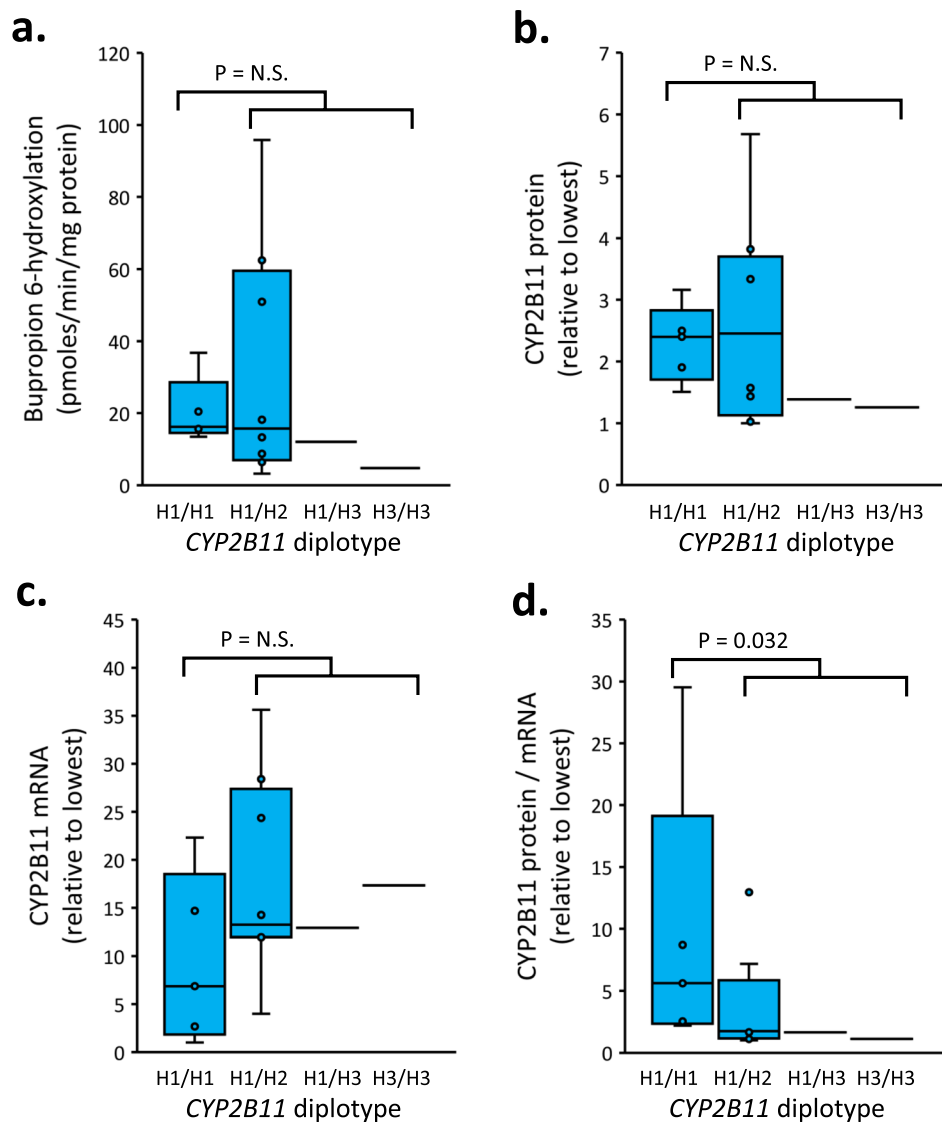 a.
Bupropion 6-hydroxylation
(pmoles/min/mg protein)
120
100
80
60
40
20
0
P = N.S.
H1/H1 H1/H2 H1/H3 H3/H3
CYP2B11 diplotype
b.
CYP2B11 protein
(relative to lowest)
7
6
5
4
3
2
1
0
P = N.S.
H1/H1 H1/H2 H1/H3 H3/H3
CYP2B11 diplotype
c.
CYP2B11 mRNA
(relative to lowest)
45
40
35
30
25
20
15
10
5
0
P = N.S.
H1/H1 H1/H2 H1/H3 H3/H3
CYP2B11 diplotype
d.
CYP2B11 protein / mRNA
(relative to lowest)
35
30
25
20
15
10
5
0
P = 0.032
H1/H1 H1/H2 H1/H3 H3/H3
CYP2B11 diplotype